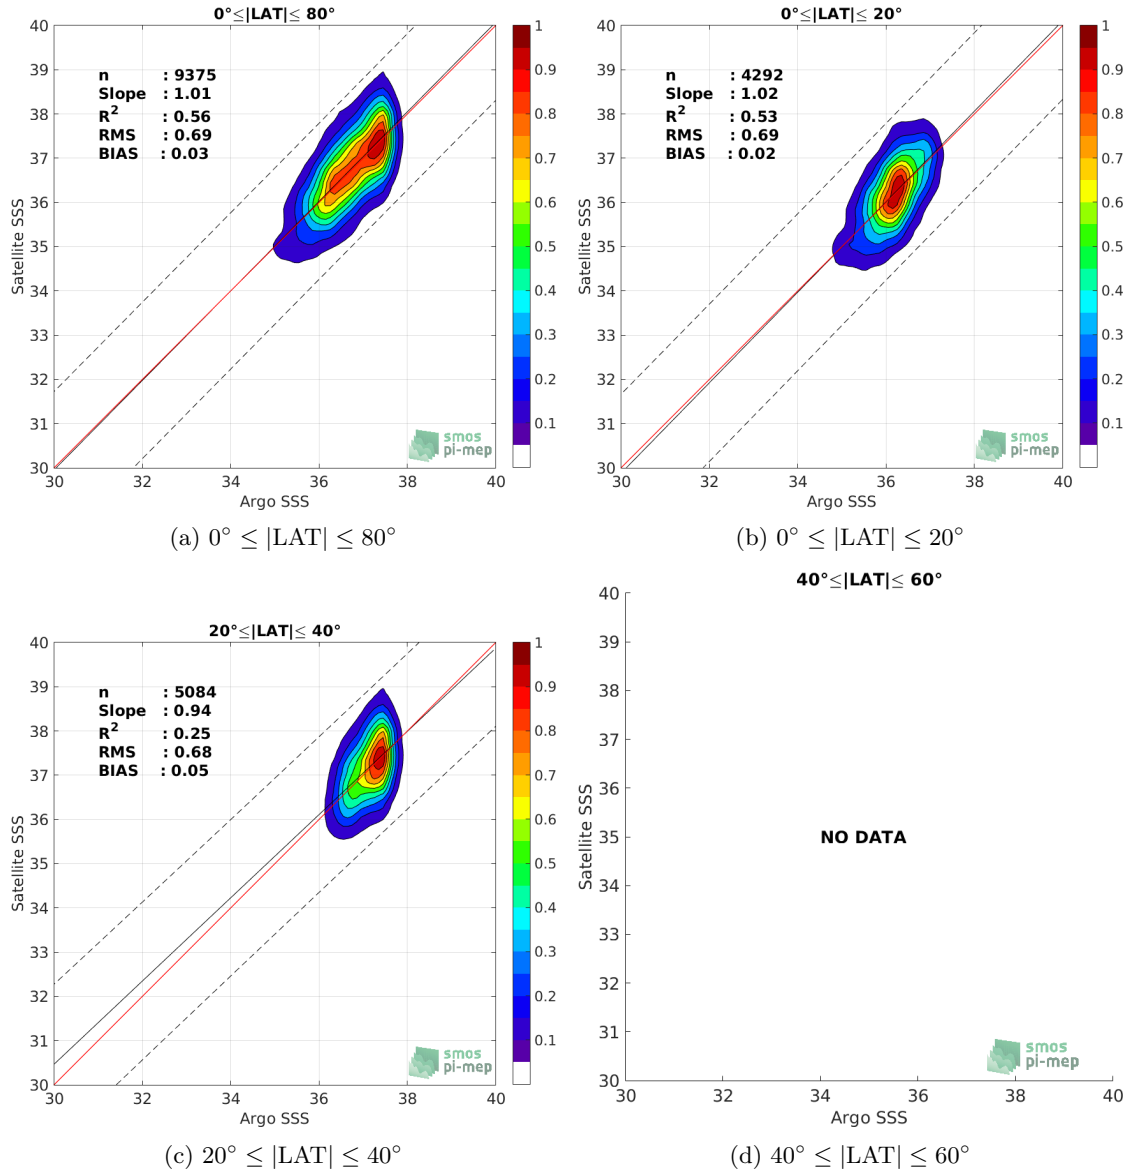 0°≤|LAT|≤ 80°
n : 9375
Slope : 1.01
R² : 0.56
RMS : 0.69
BIAS : 0.03
40
39
38
37
36
35
34
33
32
31
30
Satellite SSS
30 32 34 36 38 40
Argo SSS
1
0.9
0.8
0.7
0.6
0.5
0.4
0.3
0.2
0.1
smos
pi-mep
(a) 0° ≤ |LAT| ≤ 80°
0°≤|LAT|≤ 20°
n : 4292
Slope : 1.02
R² : 0.53
RMS : 0.69
BIAS : 0.02
40
39
38
37
36
35
34
33
32
31
30
Satellite SSS
30 32 34 36 38 40
Argo SSS
1
0.9
0.8
0.7
0.6
0.5
0.4
0.3
0.2
0.1
smos
pi-mep
(b) 0° ≤ |LAT| ≤ 20°
20°≤|LAT|≤ 40°
n : 5084
Slope : 0.94
R² : 0.25
RMS : 0.68
BIAS : 0.05
40
39
38
37
36
35
34
33
32
31
30
Satellite SSS
30 32 34 36 38 40
Argo SSS
1
0.9
0.8
0.7
0.6
0.5
0.4
0.3
0.2
0.1
smos
pi-mep
(c) 20° ≤ |LAT| ≤ 40°
40°≤|LAT|≤ 60°
40
39
38
37
36
35
34
33
32
31
30
Satellite SSS
NO DATA
30 32 34 36 38 40
Argo SSS
smos
pi-mep
(d) 40° ≤ |LAT| ≤ 60°